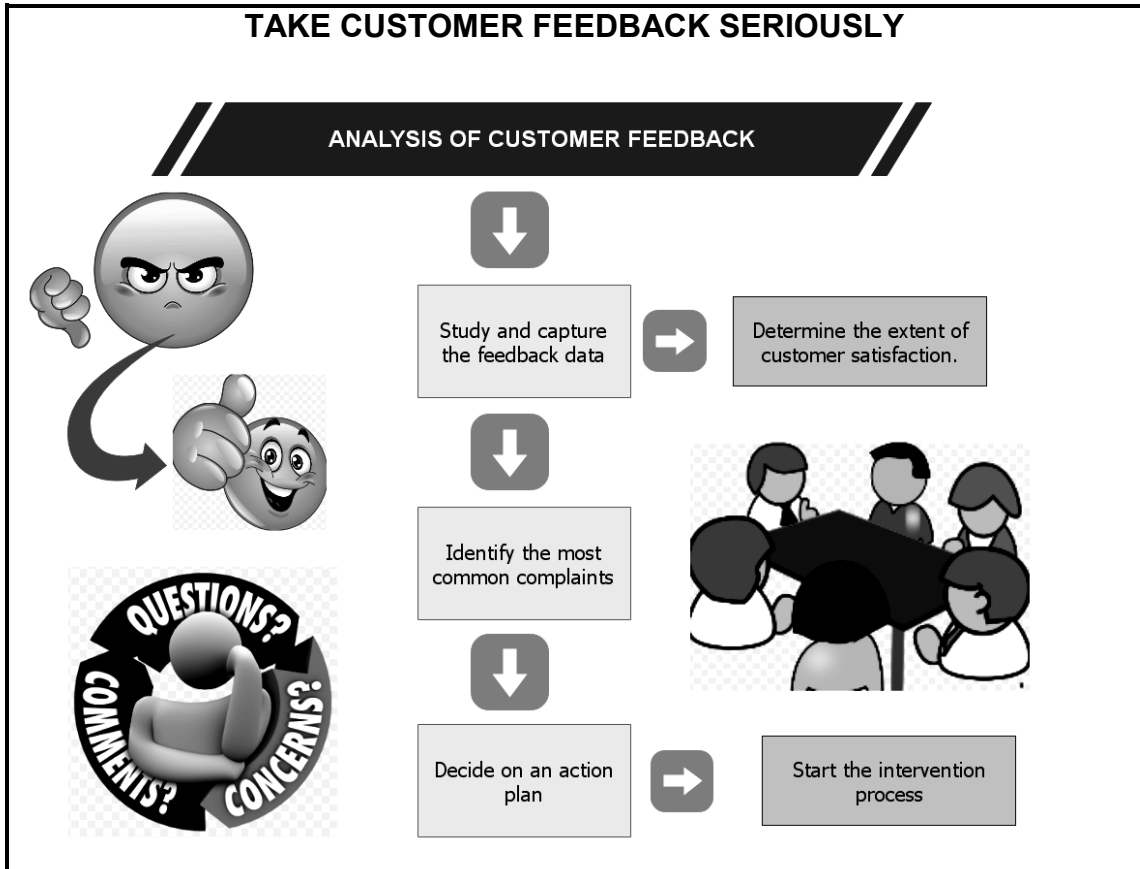 TAKE CUSTOMER FEEDBACK SERIOUSLY
ANALYSIS OF CUSTOMER FEEDBACK
Study and capture
the feedback data
Determine the extent of
customer satisfaction.
Identify the most
common complaints
QUESTIONS?
COMMENTS?
CONCERNS?
Decide on an action
plan
Start the intervention
process